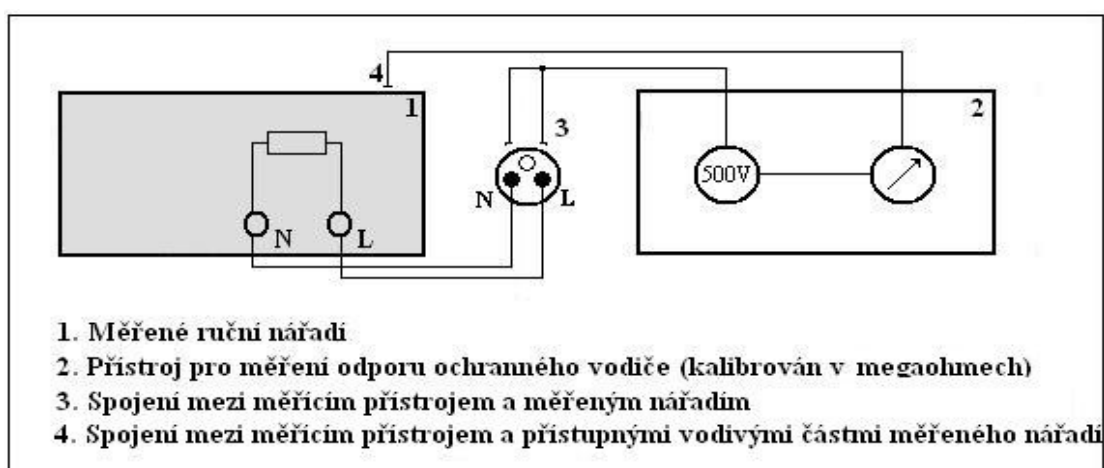 4
1
3
2
500V
N
L
N
L
1. Měřené ruční nářadí
2. Přístroj pro měření odporu ochranného vodiče (kalibrován v megaohmech)
3. Spojení mezi měřicím přístrojem a měřeným nářadím
4. Spojení mezi měřicím přístrojem a přístupnými vodivými částmi měřeného nářadí